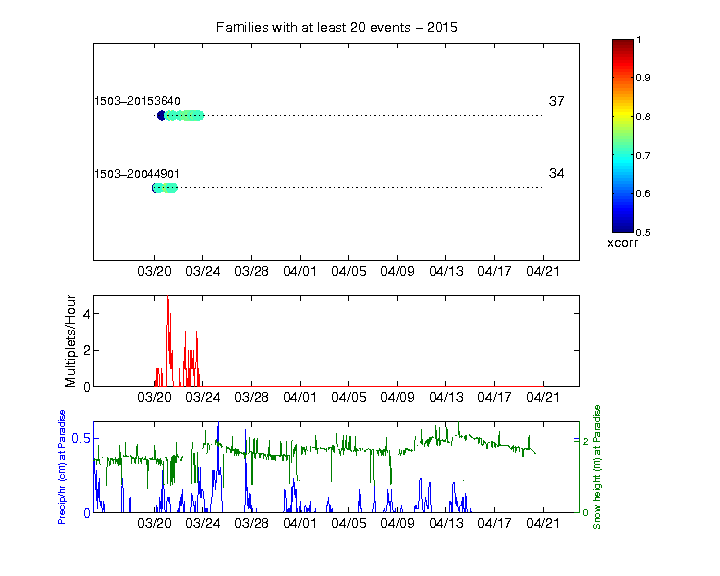 Families with at least 20 events – 2015
1503–20153640
37
1503–20044901
34
03/20 03/24 03/28 04/01 04/05 04/09 04/13 04/17 04/21
1
0.9
0.8
0.7
0.6
0.5
xcorr
Multiplets/Hour
4
2
0
03/20 03/24 03/28 04/01 04/05 04/09 04/13 04/17 04/21
Precip/hr (cm) at Paradise
0.5
0
2
0
Snow height (m) at Paradise
03/20 03/24 03/28 04/01 04/05 04/09 04/13 04/17 04/21